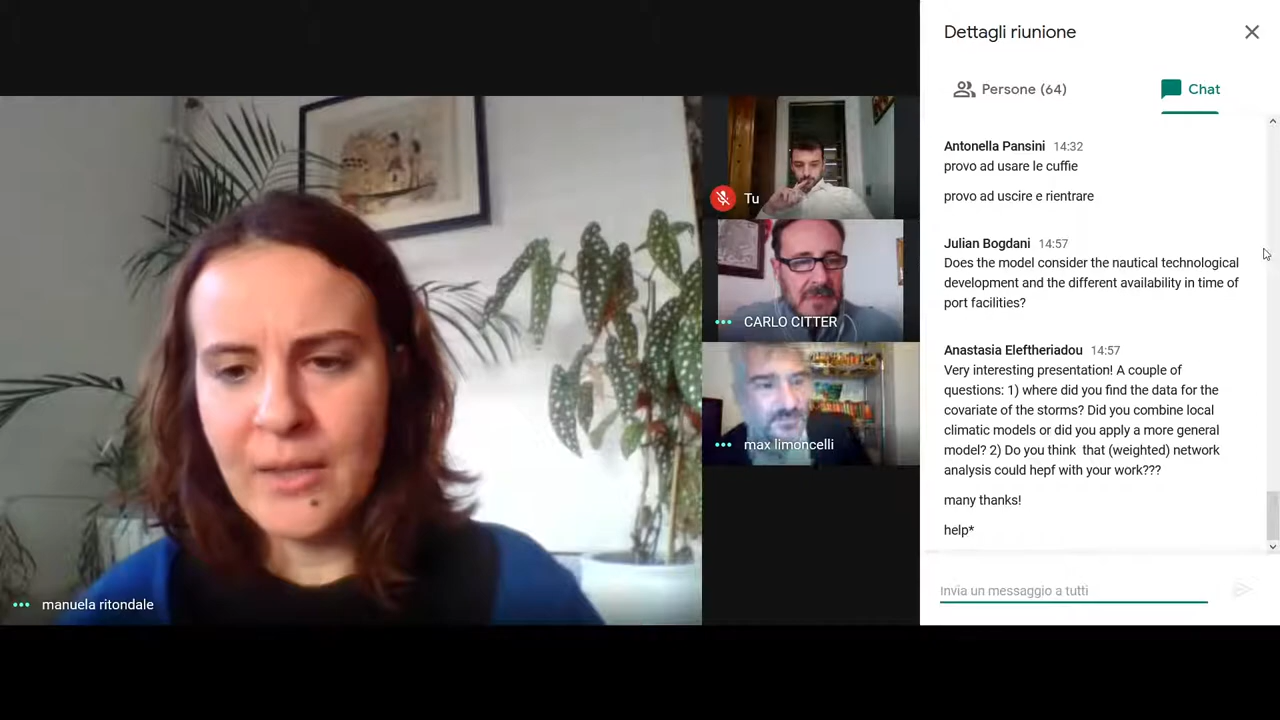 Dettagli riunione
Persone (64)
Chat
Antonella Pansini 14:32
provo ad usare le cuffie
provo ad uscire e rientrare
Julian Bogdani 14:57
Does the model consider the nautical technological
development and the different availability in time of
port facilities?
Anastasia Eleftheriadou 14:57
Very interesting presentation! A couple of
questions: 1) where did you find the data for the
covariate of the storms? Did you combine local
climatic models or did you apply a more general
model? 2) Do you think that (weighted) network
analysis could hepf with your work???
many thanks!
help*
Invia un messaggio a tutti
Tu
CARLO CITTER
max limoncelli
manuela ritondale